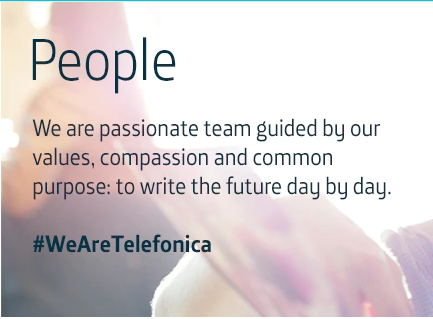 People
We are passionate team guided by our
values, compassion and common
purpose: to write the future day by day.
#WeAreTelefonica